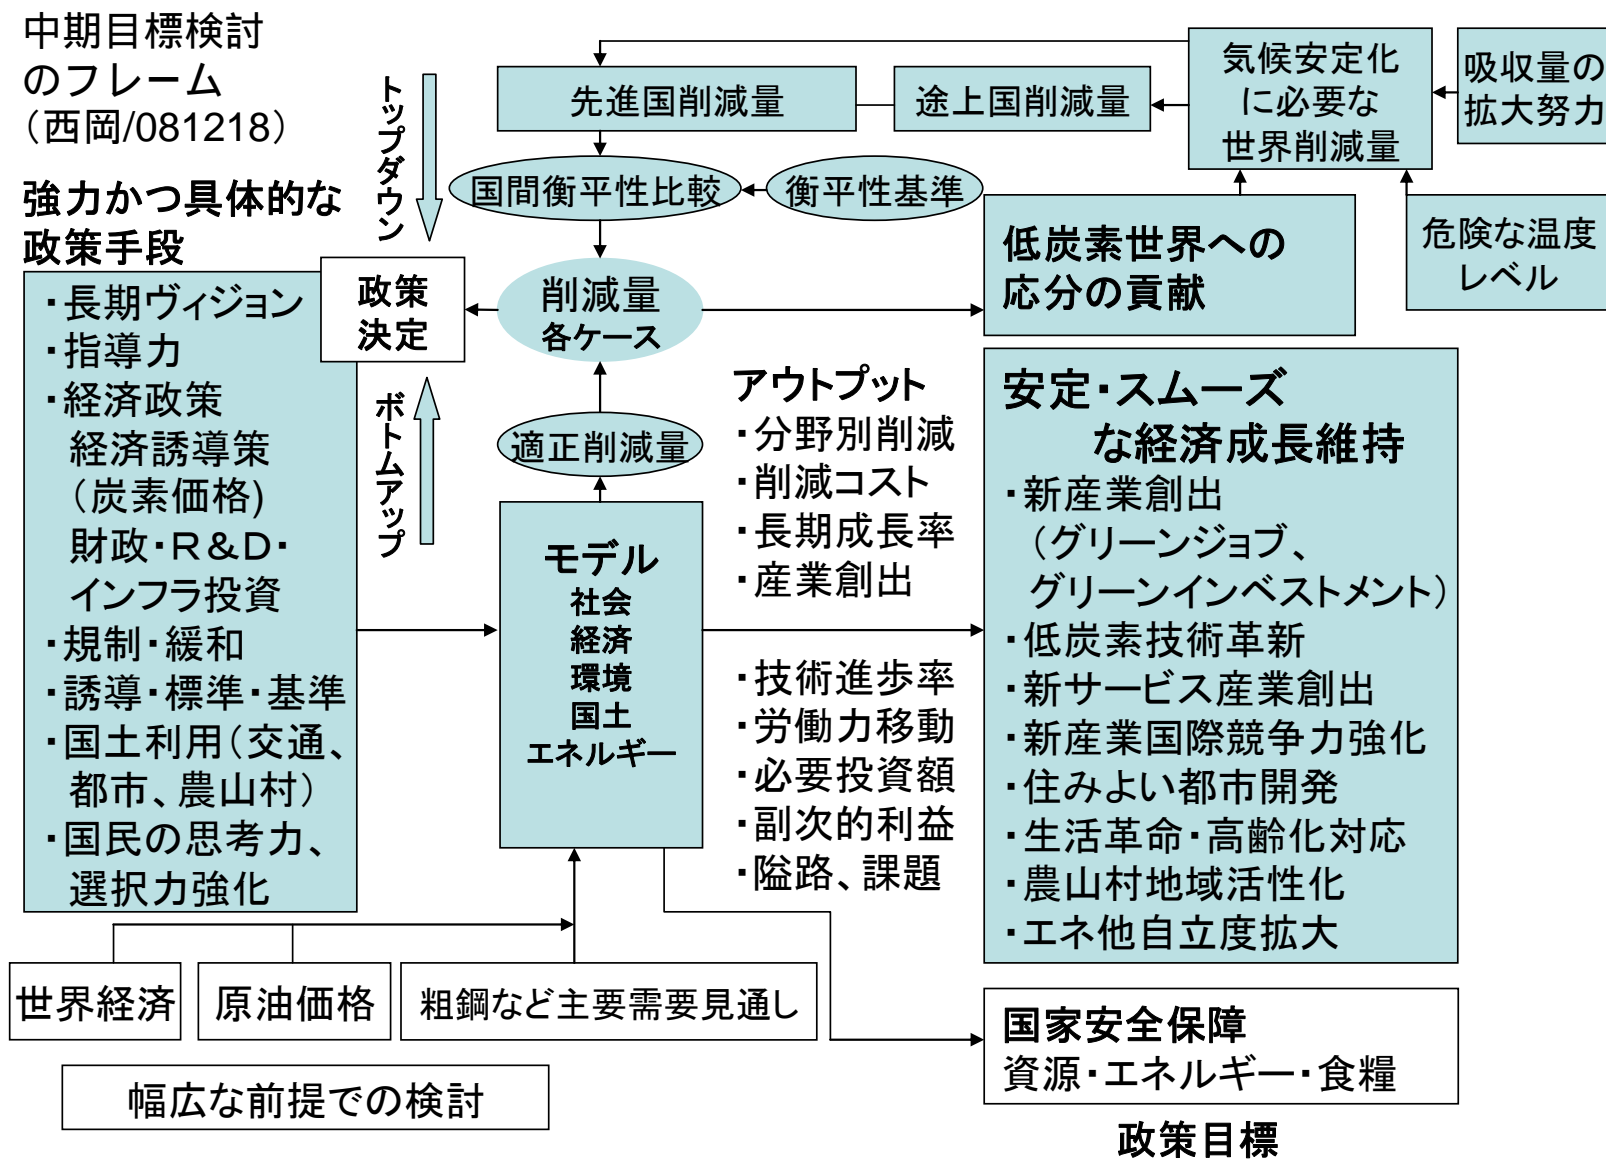 中期目標検討
のフレーム
（西岡/081218）
トップダウン
先進国削減量
途上国削減量
気候安定化
に必要な
世界削減量
吸収量の
拡大努力
国間衡平性比較
衡平性基準
危険な温度
レベル
低炭素世界への
応分の貢献
強力かつ具体的な
政策手段
・長期ヴィジョン
・指導力
・経済政策
経済誘導策
（炭素価格)
財政・R&D・
インフラ投資
・規制・緩和
・誘導・標準・基準
・国土利用（交通、
都市、農山村）
・国民の思考力、
選択力強化
政策
決定
削減量
各ケース
ボトムアップ
適正削減量
モデル
社会
経済
環境
国土
エネルギー
アウトプット
・分野別削減
・削減コスト
・長期成長率
・産業創出
・技術進歩率
・労働力移動
・必要投資額
・副次的利益
・隘路、課題
安定・スムーズ
な経済成長維持
・新産業創出
（グリーンジョブ、
グリーンインベストメント）
・低炭素技術革新
・新サービス産業創出
・新産業国際競争力強化
・住みよい都市開発
・生活革命・高齢化対応
・農山村地域活性化
・エネ他自立度拡大
世界経済
原油価格
粗鋼など主要需要見通し
幅広な前提での検討
国家安全保障
資源・エネルギー・食糧
政策目標